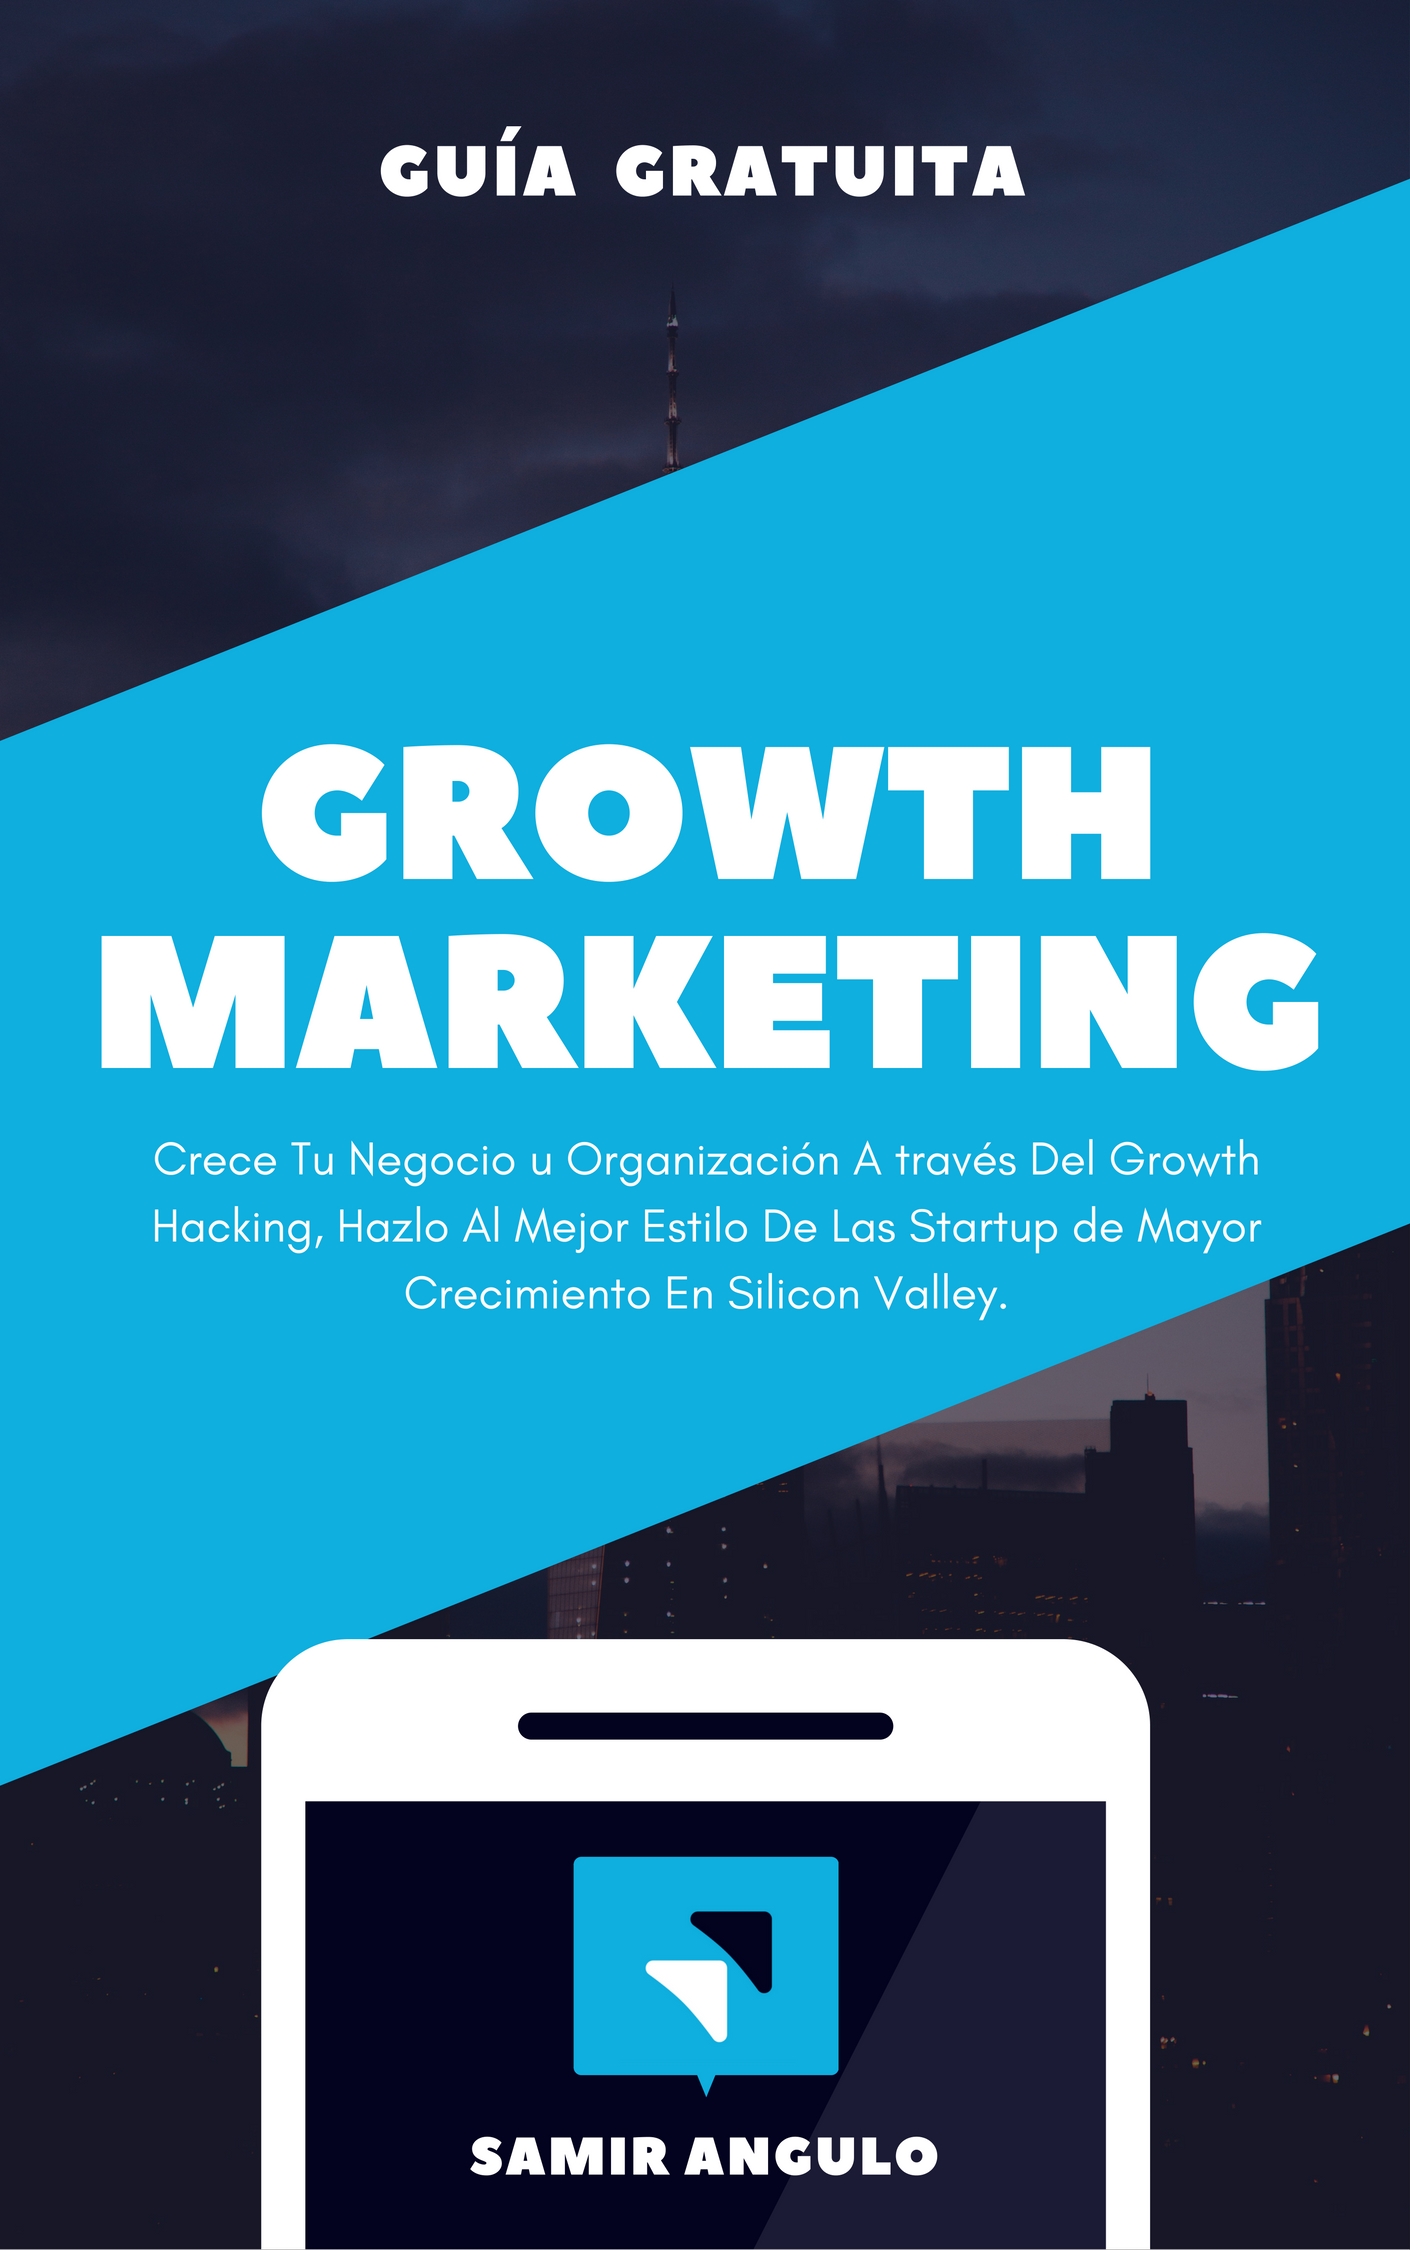 GUÍA GRATUITA
GROWTH
MARKETING
Crece Tu Negocio u Organización A través Del Growth
Hacking, Hazlo Al Mejor Estilo De Las Startup de Mayor
Crecimiento En Silicon Valley.
SAMIR ANGULO